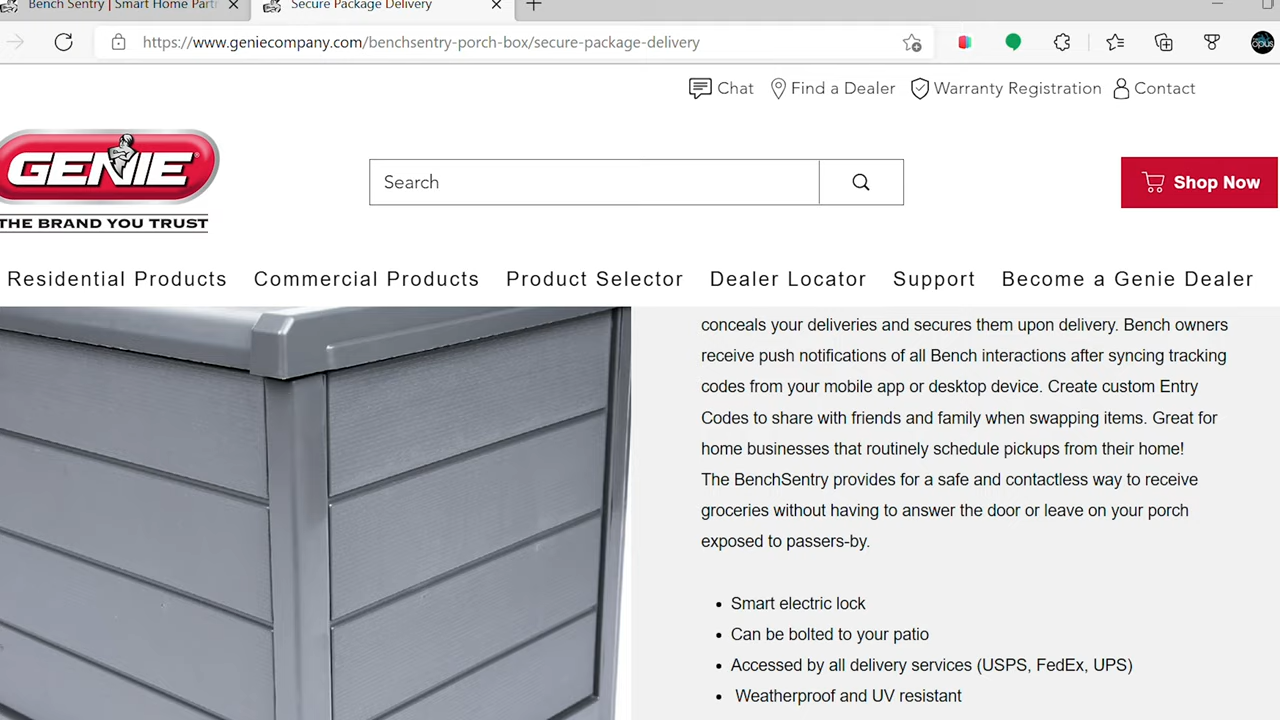 Bench Sentry | Smart Home Partn
Secure Package Delivery
https://www.geniecompany.com/benchsentry-porch-box/secure-package-delivery
opus
Chat Find a Dealer Warranty Registration Contact
GENIE®
THE BRAND YOU TRUST
Search
Shop Now
Residential Products Commercial Products Product Selector Dealer Locator Support Become a Genie Dealer
conceals your deliveries and secures them upon delivery. Bench owners
receive push notifications of all Bench interactions after syncing tracking
codes from your mobile app or desktop device. Create custom Entry
Codes to share with friends and family when swapping items. Great for
home businesses that routinely schedule pickups from their home!
The BenchSentry provides for a safe and contactless way to receive
groceries without having to answer the door or leave on your porch
exposed to passers-by.
• Smart electric lock
• Can be bolted to your patio
• Accessed by all delivery services (USPS, FedEx, UPS)
• Weatherproof and UV resistant